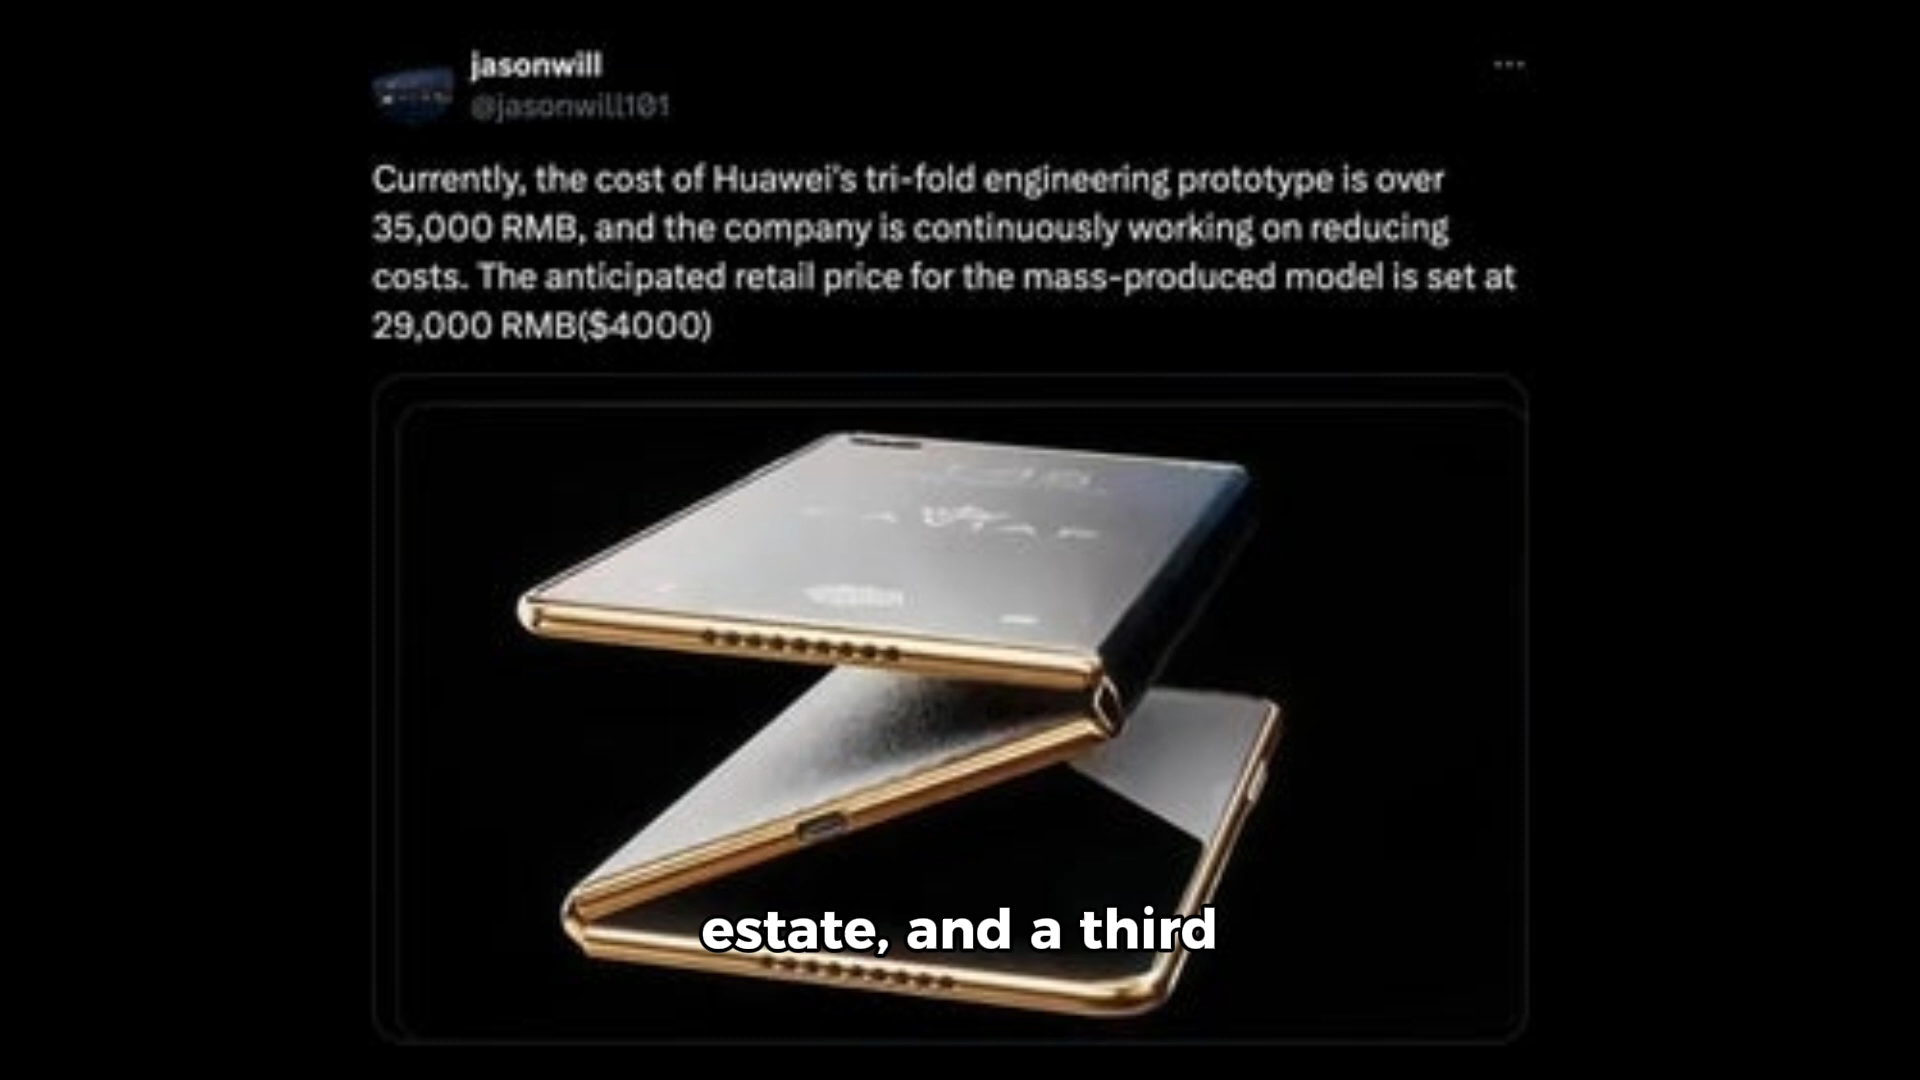 jasonwill
@jasonwill101
Currently, the cost of Huawei's tri-fold engineering prototype is over
35,000 RMB, and the company is continuously working on reducing
costs. The anticipated retail price for the mass-produced model is set at
29,000 RMB($4000)
estate, and a third